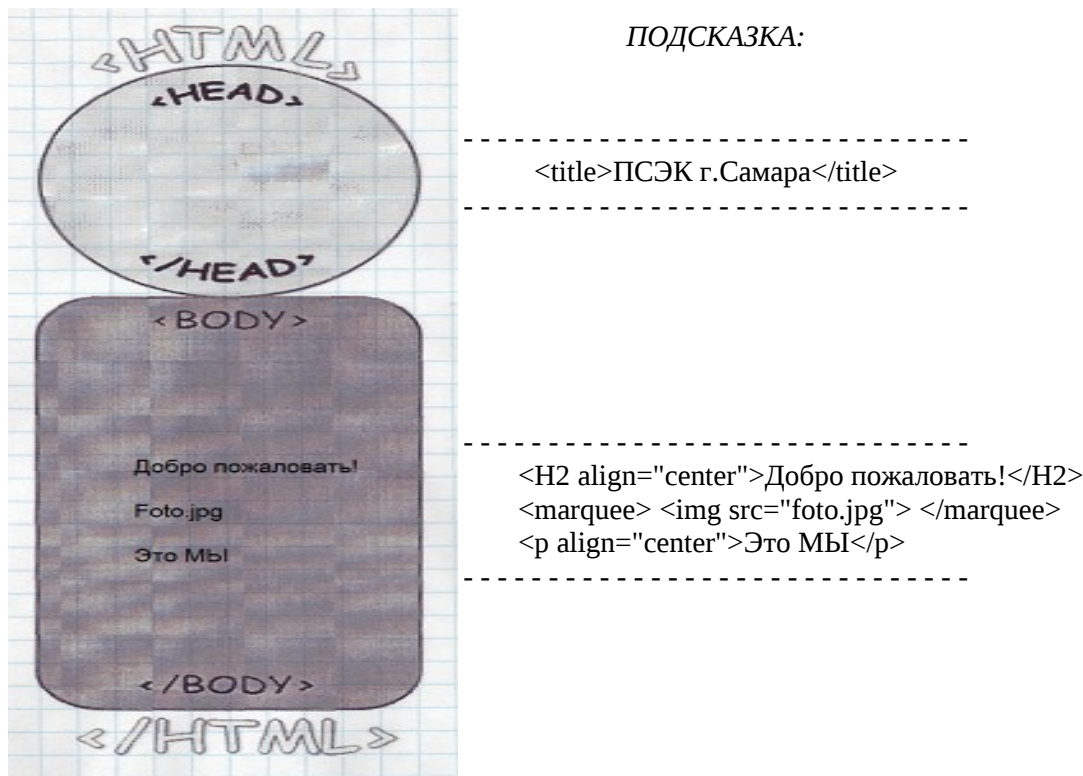 <HTML>
<HEAD>
</HEAD>
<BODY>
Добро пожаловать!
Foto.jpg
Это МЫ
</BODY>
</HTML>
ПОДСКАЗКА:
<title>ПСЭК г.Самара</title>
<H2 align="center">Добро пожаловать!</H2>
<marquee> <img src="foto.jpg"> </marquee>
<p align="center">Это МЫ</p>